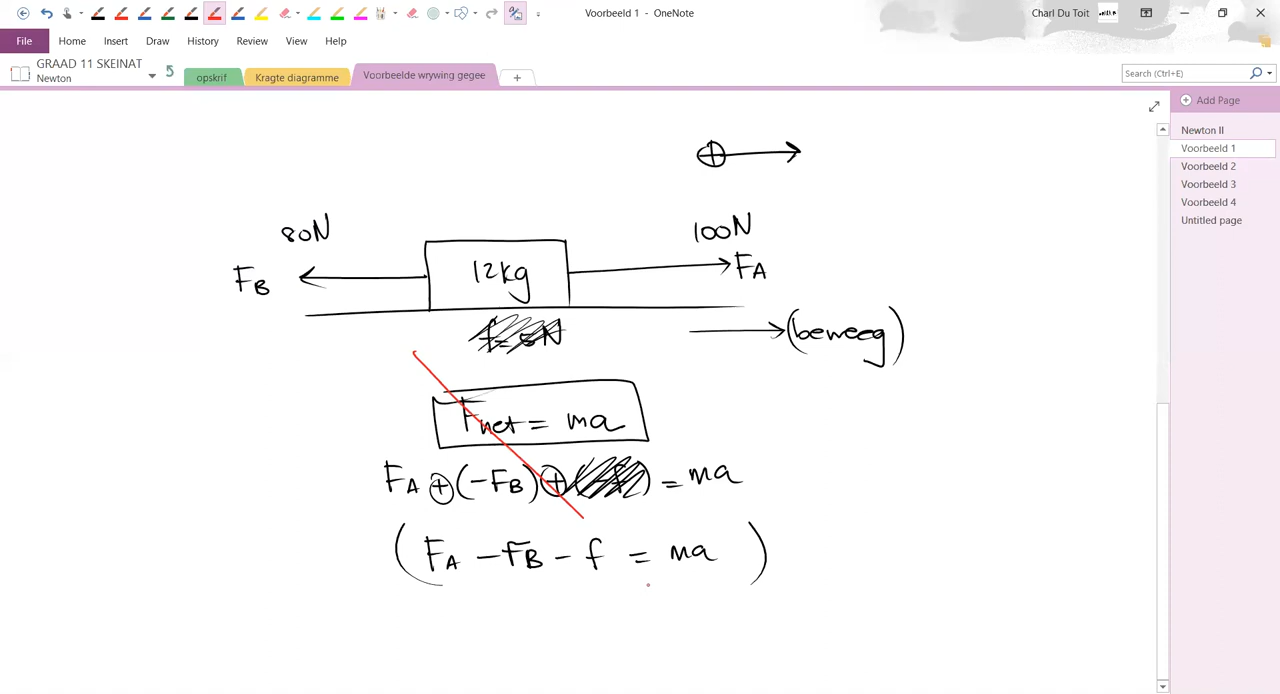 Voorbeeld 1 - OneNote
Charl Du Toit
File Home Insert Draw History Review View Help
GRAAD 11 SKEINAT
Newton
opskrif
Kragte diagramme
Voorbeelde wrywing gegee
Search (Ctrl+E)
Add Page
Newton II
Voorbeeld 1
Voorbeeld 2
Voorbeeld 3
Voorbeeld 4
Untitled page
80N
100N
FB
12kg
FA
(beweeg)
Fnet = ma
FA + (-FB) + = ma
(FA - FB - f = ma)